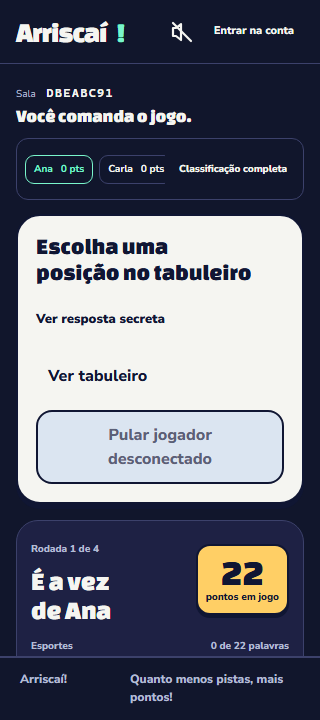 Arriscaí !
Entrar na conta
Sala DBEABC91
Você comanda o jogo.
Ana 0 pts
Carla 0 pts
Classificação completa
Escolha uma
posição no tabuleiro
Ver resposta secreta
Ver tabuleiro
Pular jogador
desconectado
Rodada 1 de 4
É a vez
de Ana
22
pontos em jogo
Esportes
0 de 22 palavras
Arriscaí!
Quanto menos pistas, mais
pontos!